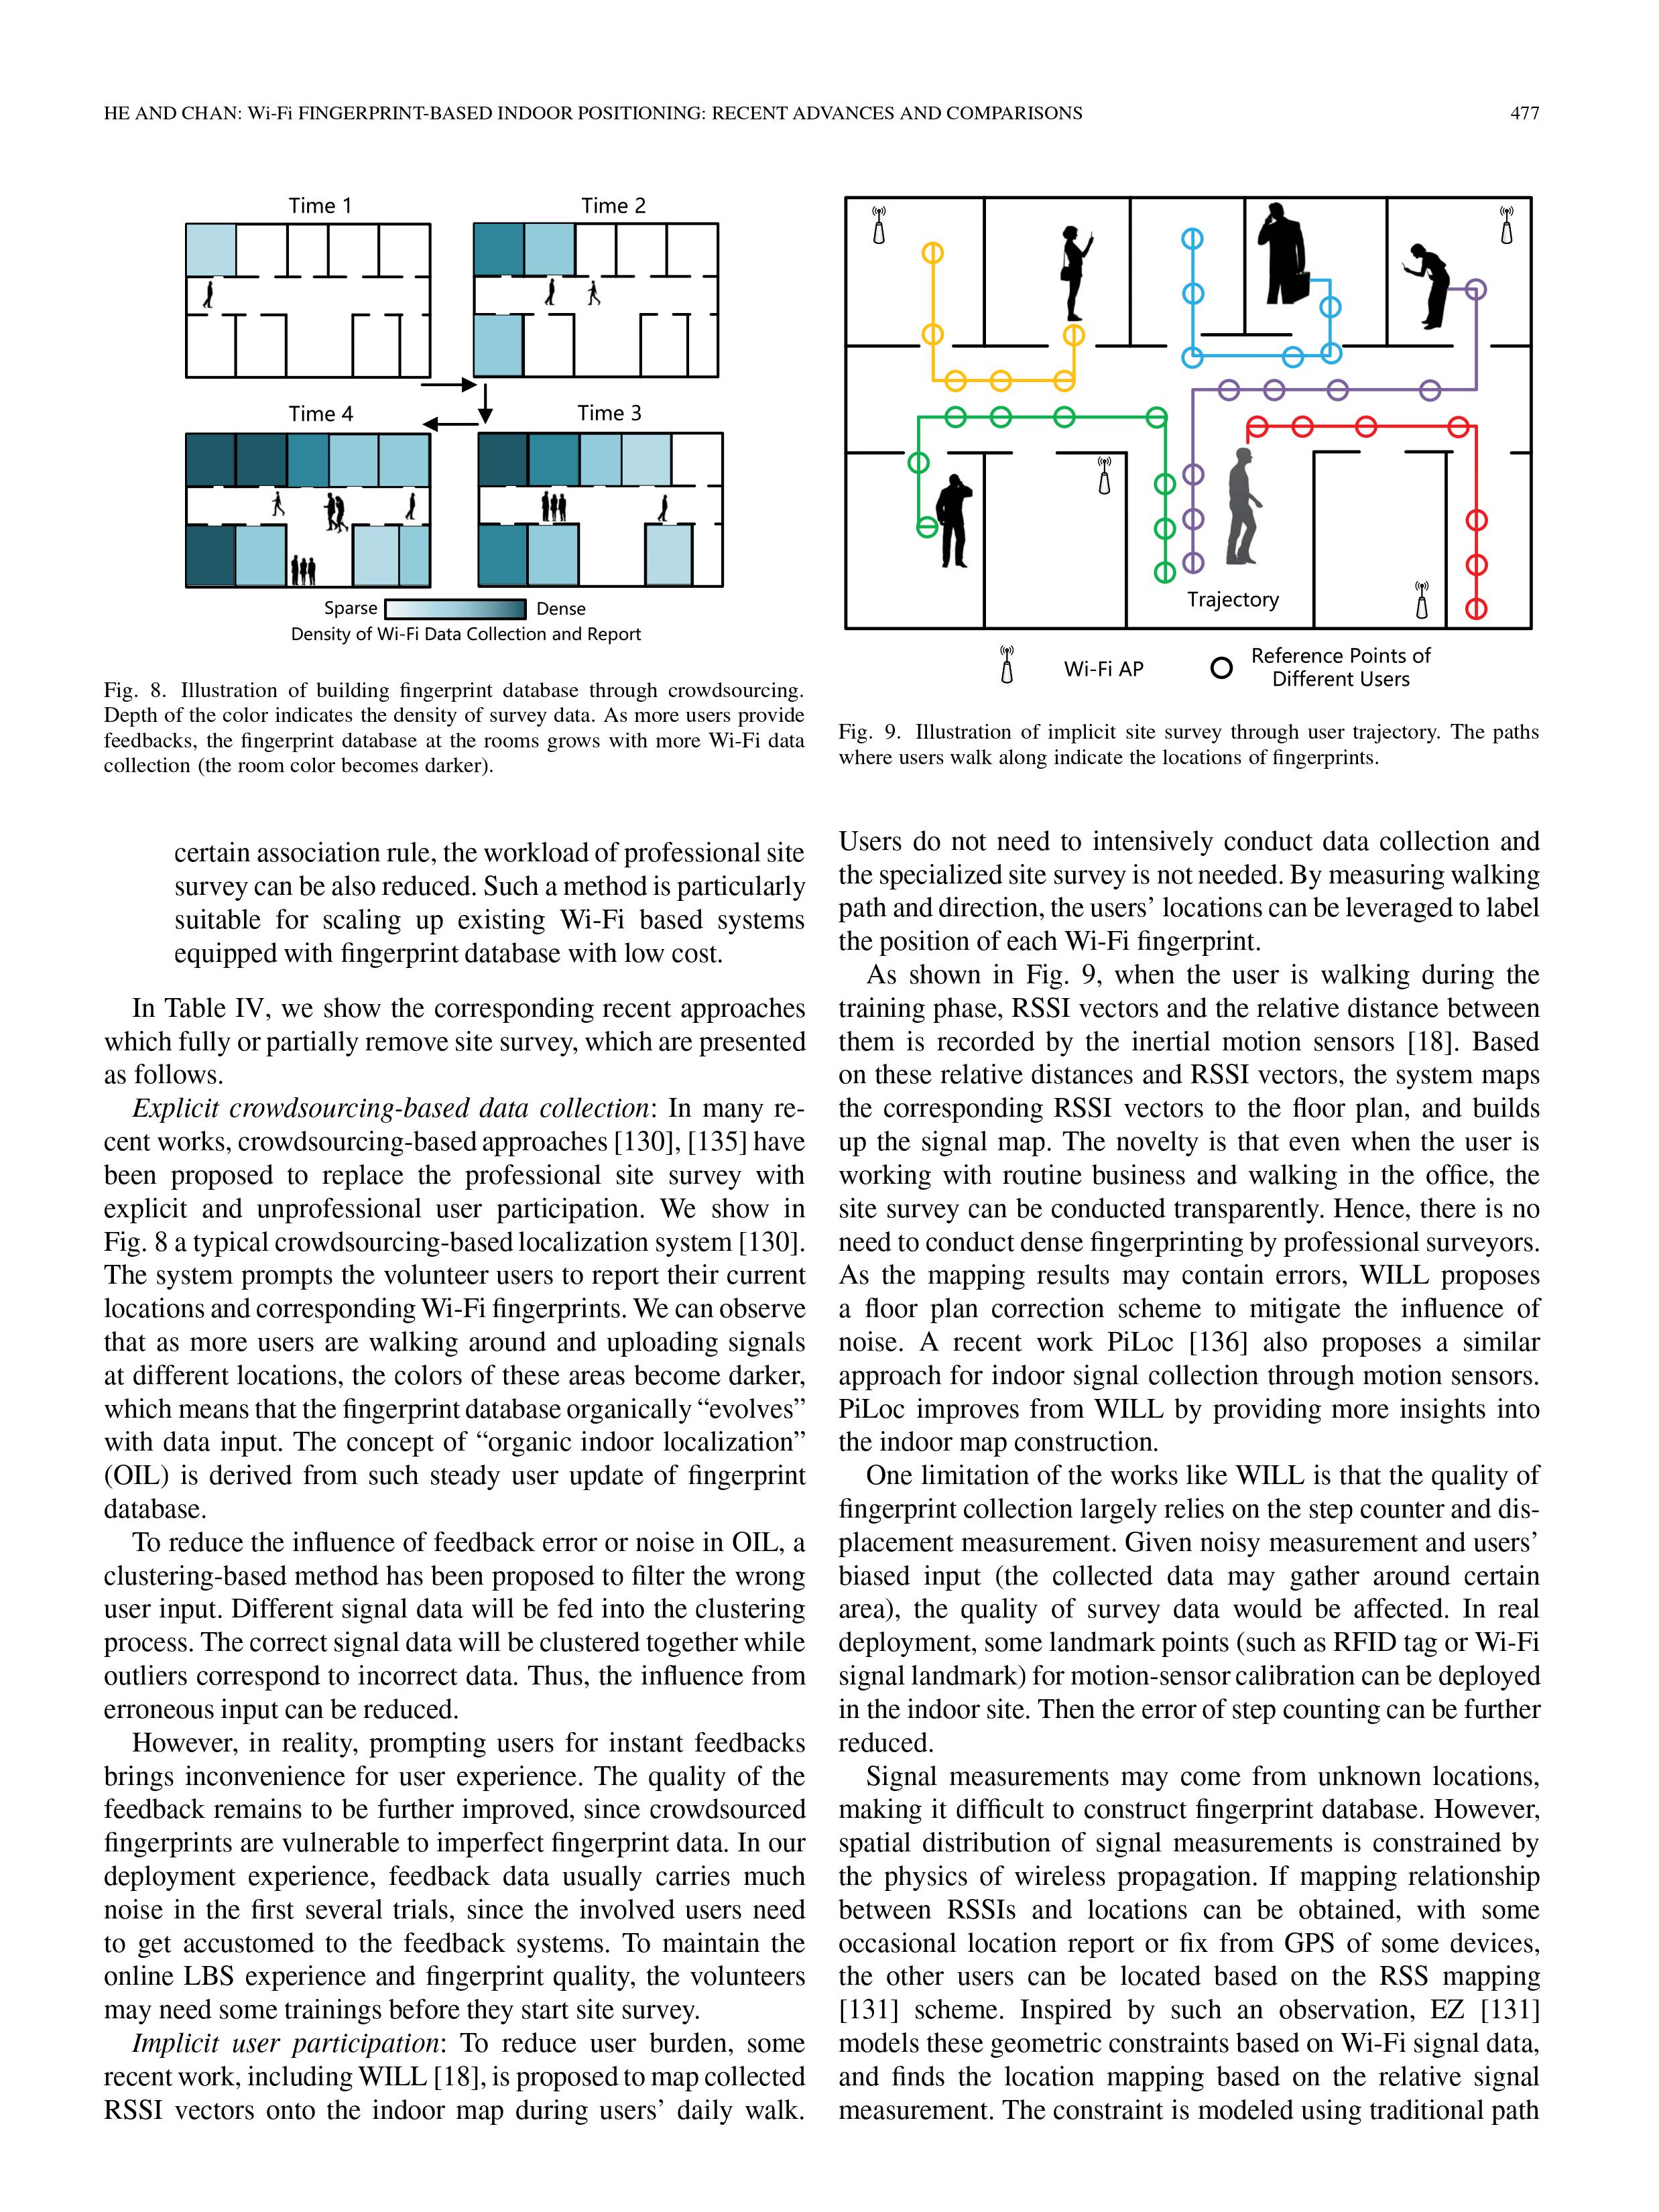 HE AND CHAN: Wi-Fi FINGERPRINT-BASED INDOOR POSITIONING: RECENT ADVANCES AND COMPARISONS 477
Time 1 Time 2
Time 4 Time 3
Sparse Dense
Density of Wi-Fi Data Collection and Report
Fig. 8. Illustration of building fingerprint database through crowdsourcing.
Depth of the color indicates the density of survey data. As more users provide
feedbacks, the fingerprint database at the rooms grows with more Wi-Fi data
collection (the room color becomes darker).
certain association rule, the workload of professional site
survey can be also reduced. Such a method is particularly
suitable for scaling up existing Wi-Fi based systems
equipped with fingerprint database with low cost.
In Table IV, we show the corresponding recent approaches
which fully or partially remove site survey, which are presented
as follows.
Explicit crowdsourcing-based data collection: In many re-
cent works, crowdsourcing-based approaches [130], [135] have
been proposed to replace the professional site survey with
explicit and unprofessional user participation. We show in
Fig. 8 a typical crowdsourcing-based localization system [130].
The system prompts the volunteer users to report their current
locations and corresponding Wi-Fi fingerprints. We can observe
that as more users are walking around and uploading signals
at different locations, the colors of these areas become darker,
which means that the fingerprint database organically “evolves”
with data input. The concept of “organic indoor localization”
(OIL) is derived from such steady user update of fingerprint
database.
To reduce the influence of feedback error or noise in OIL, a
clustering-based method has been proposed to filter the wrong
user input. Different signal data will be fed into the clustering
process. The correct signal data will be clustered together while
outliers correspond to incorrect data. Thus, the influence from
erroneous input can be reduced.
However, in reality, prompting users for instant feedbacks
brings inconvenience for user experience. The quality of the
feedback remains to be further improved, since crowdsourced
fingerprints are vulnerable to imperfect fingerprint data. In our
deployment experience, feedback data usually carries much
noise in the first several trials, since the involved users need
to get accustomed to the feedback systems. To maintain the
online LBS experience and fingerprint quality, the volunteers
may need some trainings before they start site survey.
Implicit user participation: To reduce user burden, some
recent work, including WILL [18], is proposed to map collected
RSSI vectors onto the indoor map during users’ daily walk.
Trajectory
Wi-Fi AP
Reference Points of
Different Users
Fig. 9. Illustration of implicit site survey through user trajectory. The paths
where users walk along indicate the locations of fingerprints.
Users do not need to intensively conduct data collection and
the specialized site survey is not needed. By measuring walking
path and direction, the users’ locations can be leveraged to label
the position of each Wi-Fi fingerprint.
As shown in Fig. 9, when the user is walking during the
training phase, RSSI vectors and the relative distance between
them is recorded by the inertial motion sensors [18]. Based
on these relative distances and RSSI vectors, the system maps
the corresponding RSSI vectors to the floor plan, and builds
up the signal map. The novelty is that even when the user is
working with routine business and walking in the office, the
site survey can be conducted transparently. Hence, there is no
need to conduct dense fingerprinting by professional surveyors.
As the mapping results may contain errors, WILL proposes
a floor plan correction scheme to mitigate the influence of
noise. A recent work PiLoc [136] also proposes a similar
approach for indoor signal collection through motion sensors.
PiLoc improves from WILL by providing more insights into
the indoor map construction.
One limitation of the works like WILL is that the quality of
fingerprint collection largely relies on the step counter and dis-
placement measurement. Given noisy measurement and users’
biased input (the collected data may gather around certain
area), the quality of survey data would be affected. In real
deployment, some landmark points (such as RFID tag or Wi-Fi
signal landmark) for motion-sensor calibration can be deployed
in the indoor site. Then the error of step counting can be further
reduced.
Signal measurements may come from unknown locations,
making it difficult to construct fingerprint database. However,
spatial distribution of signal measurements is constrained by
the physics of wireless propagation. If mapping relationship
between RSSIs and locations can be obtained, with some
occasional location report or fix from GPS of some devices,
the other users can be located based on the RSS mapping
[131] scheme. Inspired by such an observation, EZ [131]
models these geometric constraints based on Wi-Fi signal data,
and finds the location mapping based on the relative signal
measurement. The constraint is modeled using traditional path